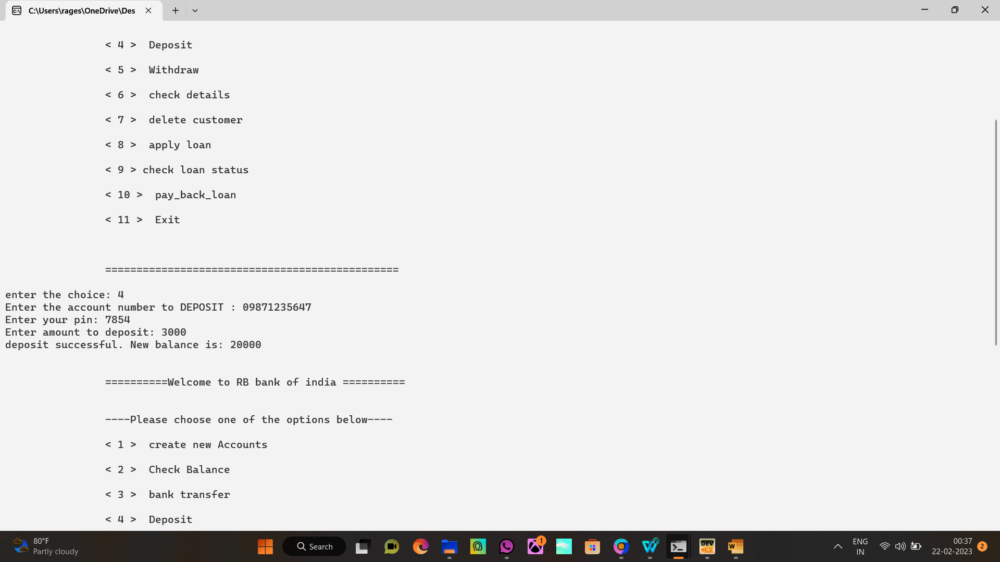 C:\Users\rages\OneDrive\Des
< 4 >  Deposit
< 5 >  Withdraw
< 6 >  check details
< 7 >  delete customer
< 8 >  apply loan
< 9 > check loan status
< 10 >  pay_back_loan
< 11 >  Exit
===============================================
enter the choice: 4
Enter the account number to DEPOSIT : 09871235647
Enter your pin: 7854
Enter amount to deposit: 3000
deposit successful. New balance is: 20000
==========Welcome to RB bank of india ==========
----Please choose one of the options below----
< 1 >  create new Accounts
< 2 >  Check Balance
< 3 >  bank transfer
< 4 >  Deposit
80°F
Partly cloudy
Search
1
DEV
W
ENG
IN
00:37
22-02-2023
2